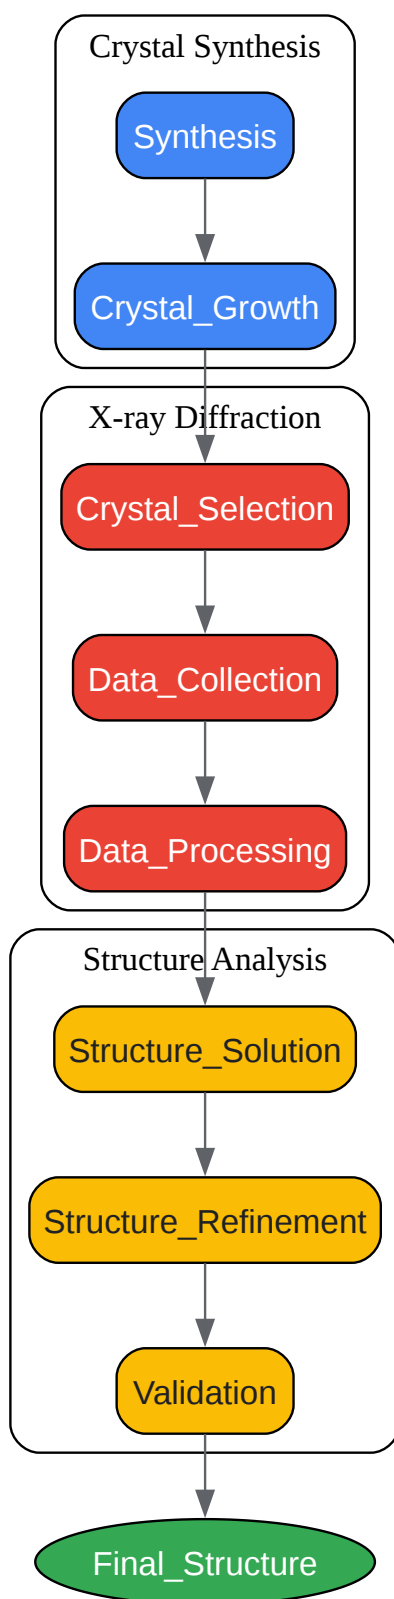 Crystal Synthesis
Synthesis
Crystal_Growth
X-ray Diffraction
Crystal_Selection
Data_Collection
Data_Processing
Structure Analysis
Structure_Solution
Structure_Refinement
Validation
Final_Structure